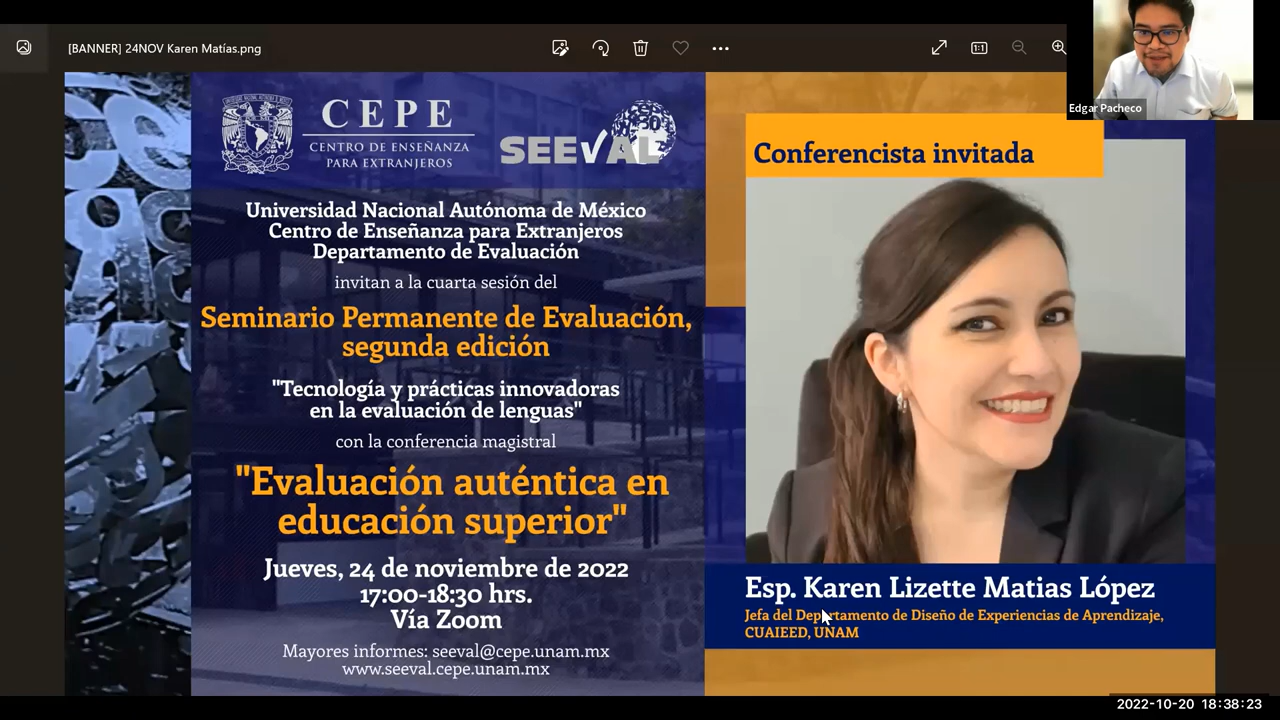 [BANNER] 24NOV Karen Matías.png
1:1
Edgar Pacheco
CEPE
CENTRO DE ENSEÑANZA
PARA EXTRANJEROS
SEEVAL
Universidad Nacional Autónoma de México
Centro de Enseñanza para Extranjeros
Departamento de Evaluación
invitan a la cuarta sesión del
Seminario Permanente de Evaluación,
segunda edición
"Tecnología y prácticas innovadoras
en la evaluación de lenguas"
con la conferencia magistral
"Evaluación auténtica en
educación superior"
Jueves, 24 de noviembre de 2022
17:00-18:30 hrs.
Vía Zoom
Mayores informes: seeval@cepe.unam.mx
www.seeval.cepe.unam.mx
Conferencista invitada
Esp. Karen Lizette Matias López
Jefa del Departamento de Diseño de Experiencias de Aprendizaje,
CUAIEED, UNAM
2022-10-20 18:38:23